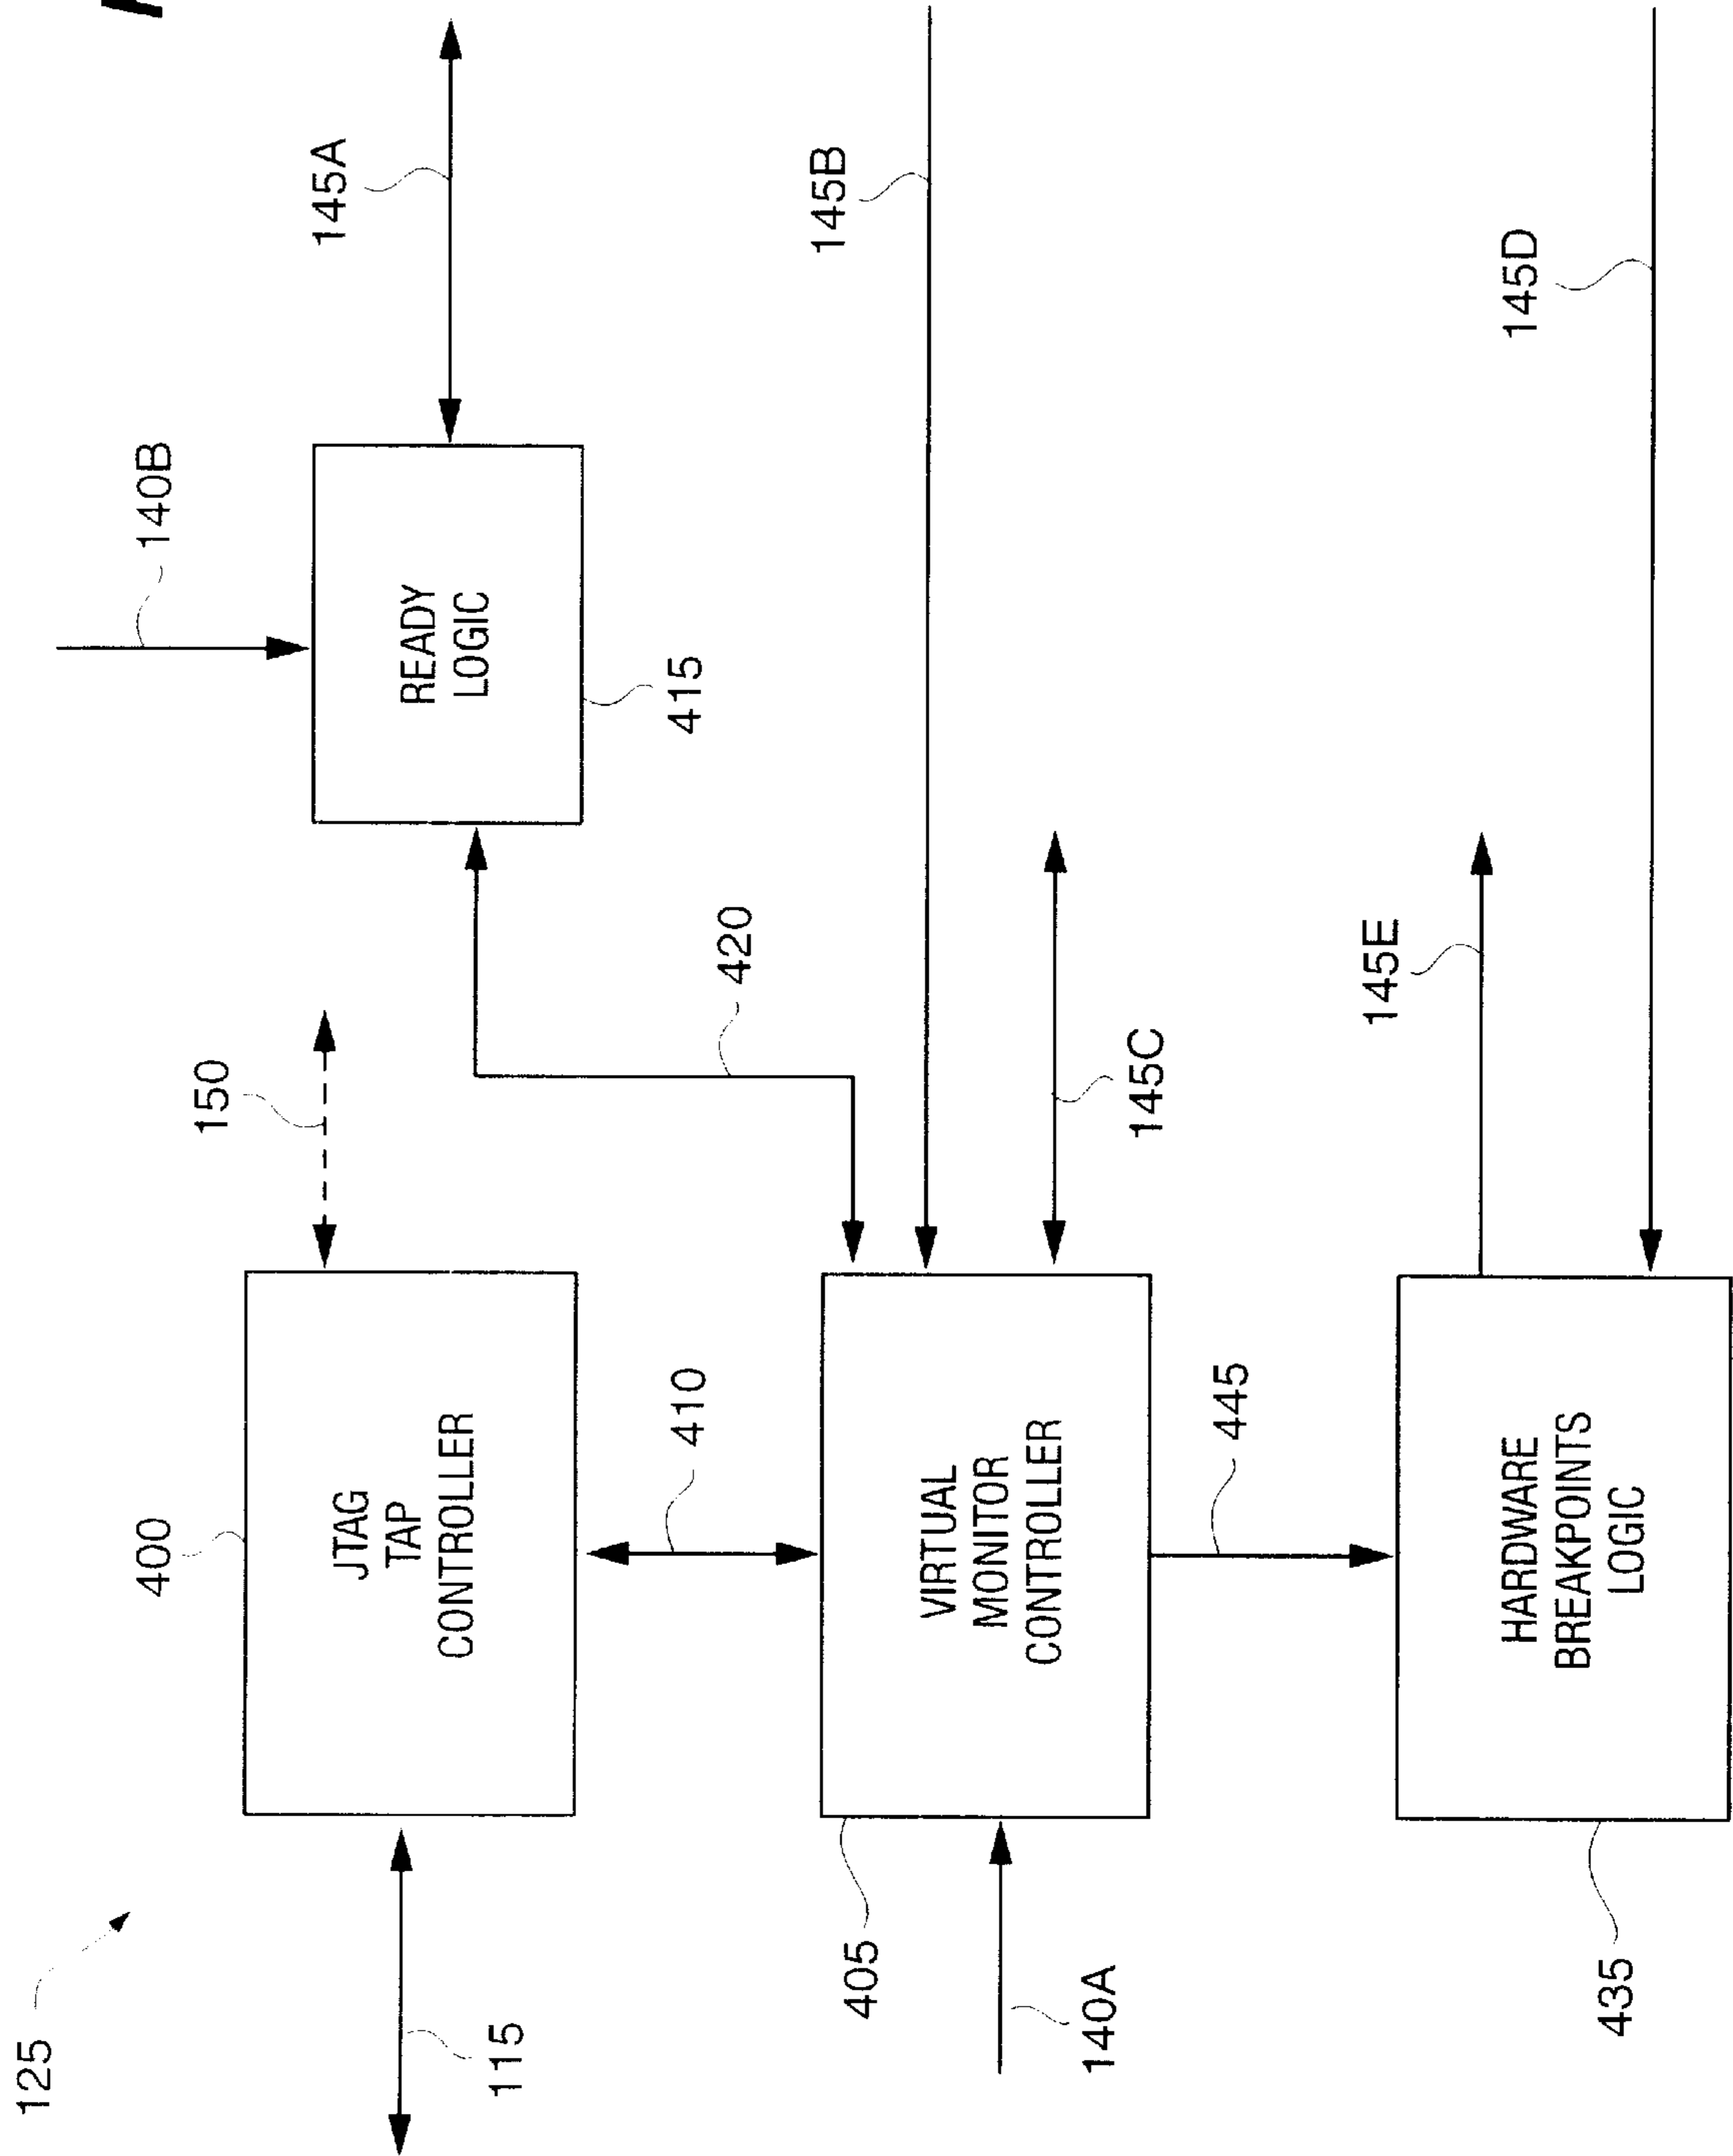 125
400
140B
150
145A
JTAG
TAP
CONTROLLER
READY
LOGIC
115
410
415
420
145B
405
VIRTUAL
MONITOR
CONTROLLER
140A
145C
445
145E
HARDWARE
BREAKPOINTS
LOGIC
145D
435